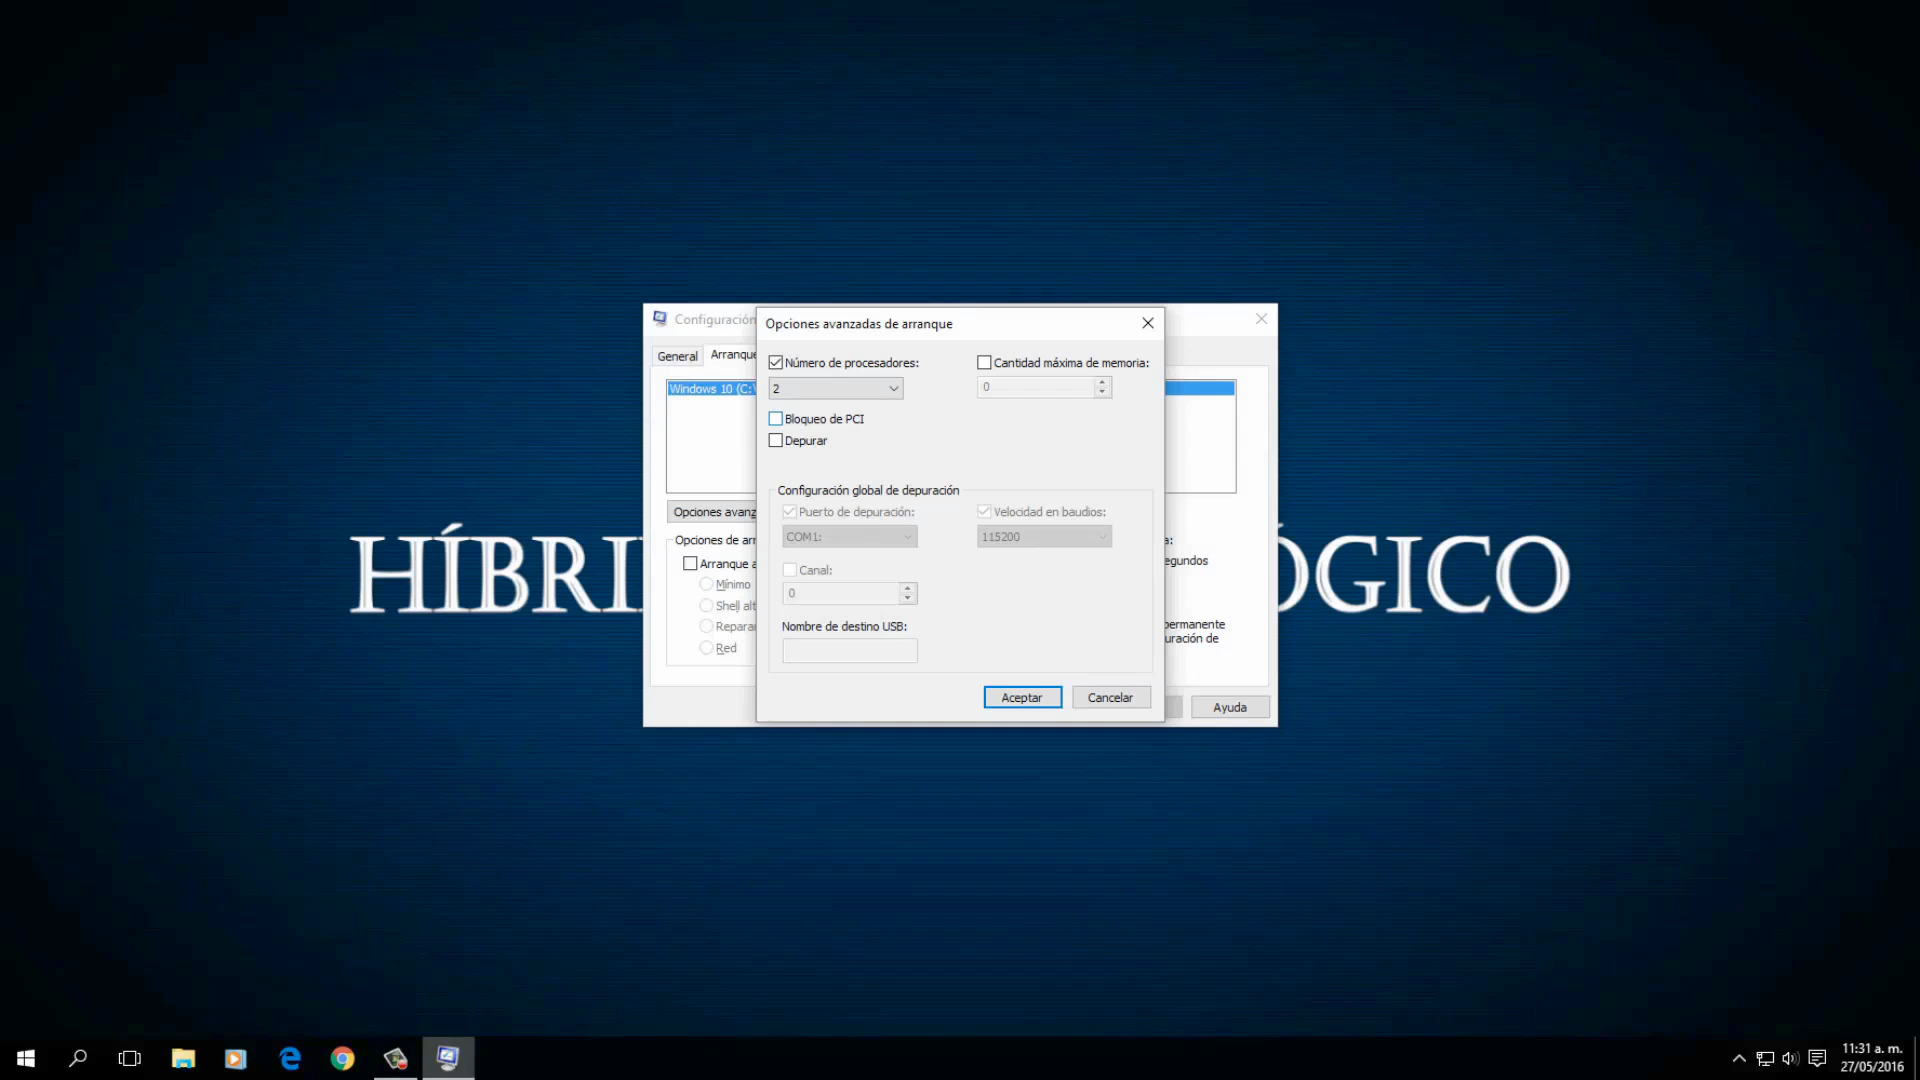 Configuración
Opciones avanzadas de arranque
General
Arranque
Número de procesadores:
Cantidad máxima de memoria:
Windows 10 (C:\
2
0
Bloqueo de PCI
Depurar
Configuración global de depuración
Opciones avanz
Puerto de depuración:
Velocidad en baudios:
COM1:
115200
Opciones de arr
a:
Arranque a
egundos
Canal:
Mínimo
0
Shell alt
Repara
Nombre de destino USB:
permanente
uración de
Red
Aceptar
Cancelar
Ayuda
HÍBRI
ÓGICO
11:31 a. m.
27/05/2016